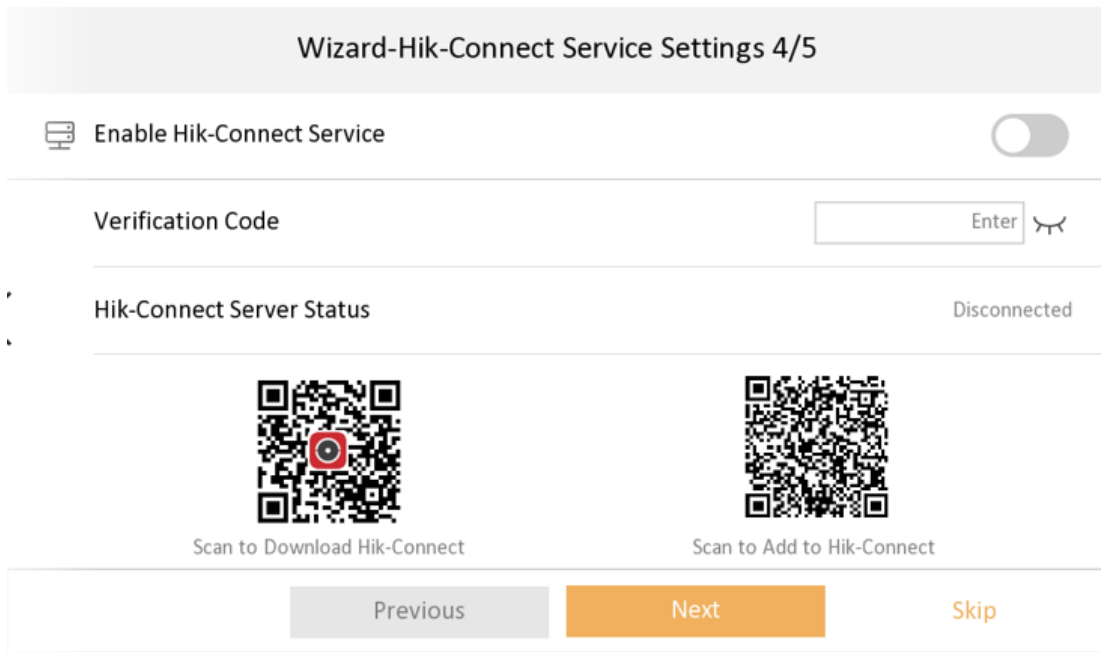 Wizard-Hik-Connect Service Settings 4/5
Enable Hik-Connect Service
Verification Code
Enter
Hik-Connect Server Status
Disconnected
Scan to Download Hik-Connect
Scan to Add to Hik-Connect
Previous
Next
Skip